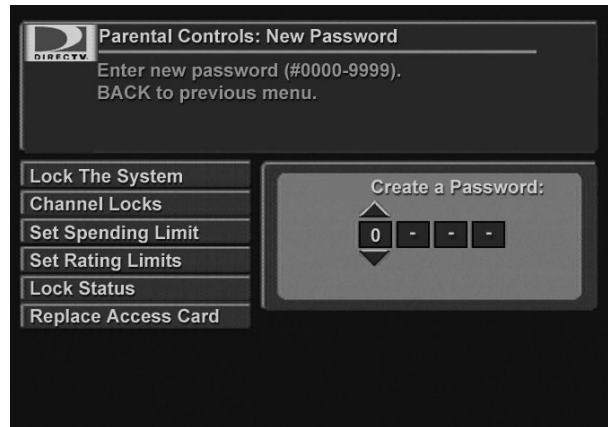 DIRECTV.
Parental Controls: New Password
Enter new password (#0000-9999).
BACK to previous menu.
Lock The System
Channel Locks
Set Spending Limit
Set Rating Limits
Lock Status
Replace Access Card
Create a Password:
0 - - -